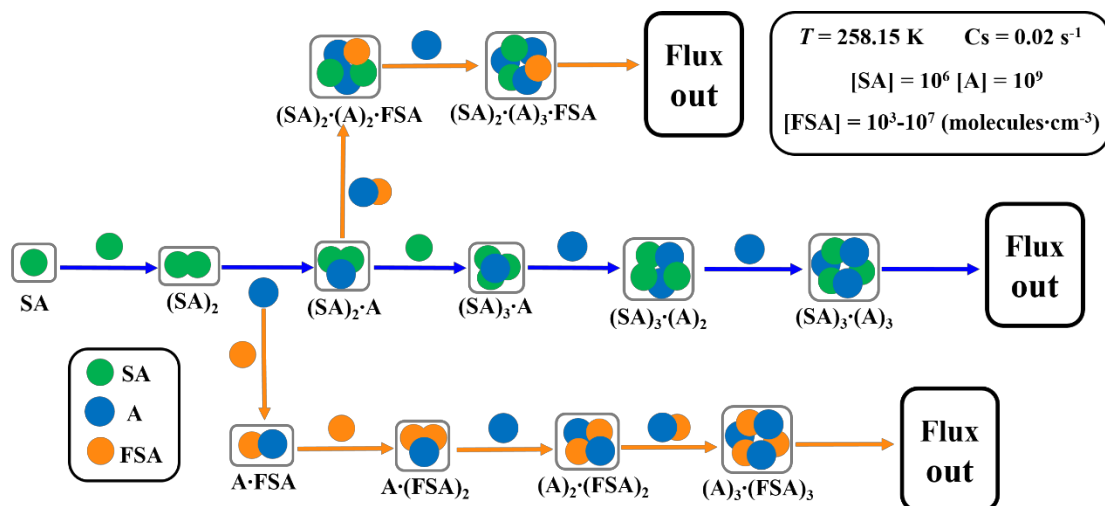 (SA)₂·(A)₂·FSA
(SA)₂·(A)₃·FSA
Flux
out
T = 258.15 K Cs = 0.02 s⁻¹
[SA] = 10⁶ [A] = 10⁹
[FSA] = 10³-10⁷ (molecules·cm⁻³)
SA
(SA)₂
(SA)₂·A
(SA)₃·A
(SA)₃·(A)₂
(SA)₃·(A)₃
Flux
out
SA
A
FSA
A·FSA
A·(FSA)₂
(A)₂·(FSA)₂
(A)₃·(FSA)₃
Flux
out